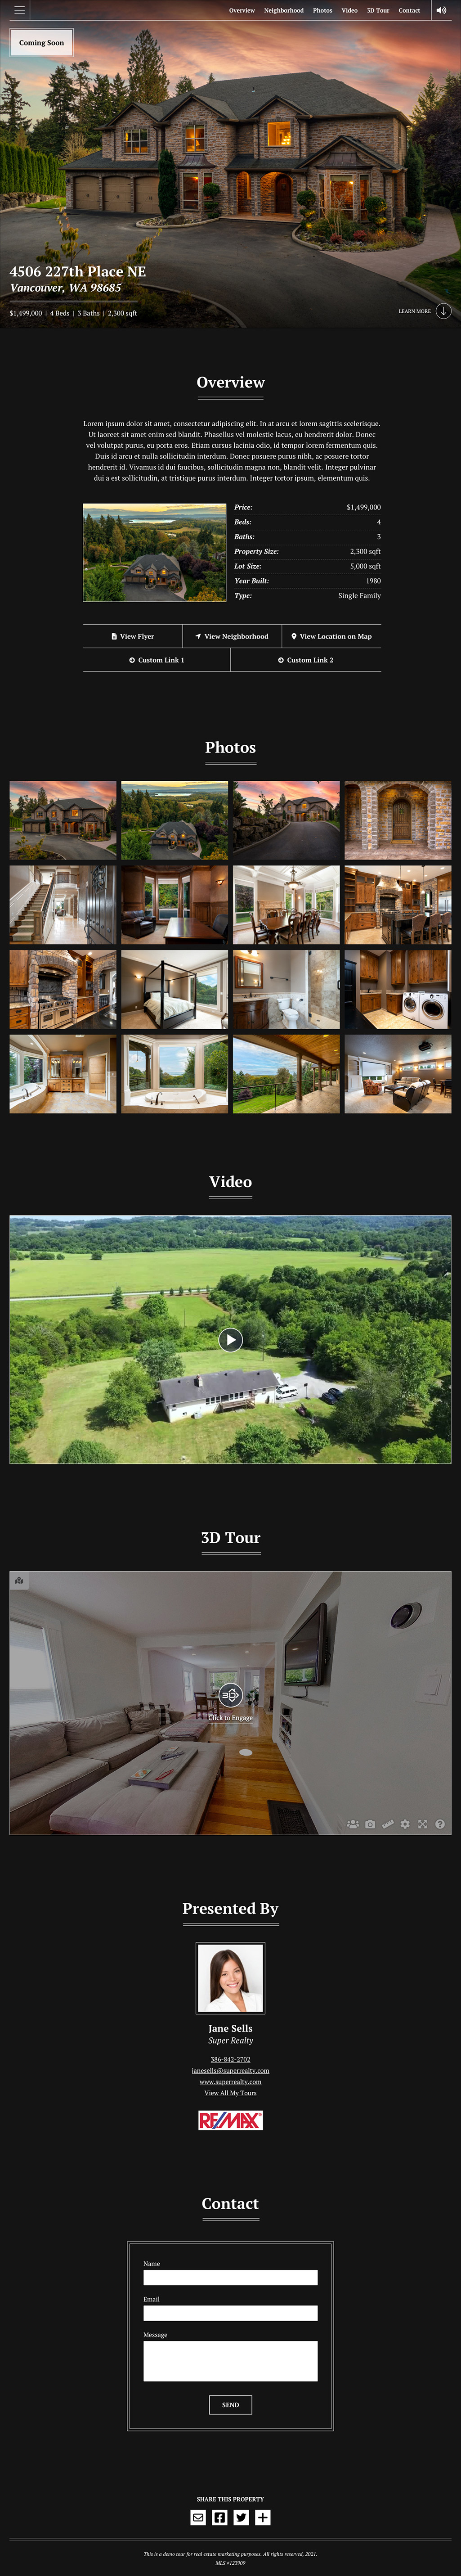 Overview Neighborhood Photos Video 3D Tour Contact
Coming Soon
4506 227th Place NE
Vancouver, WA 98685
$1,499,000 | 4 Beds | 3 Baths | 2,300 sqft
LEARN MORE
Overview
Lorem ipsum dolor sit amet, consectetur adipiscing elit. In at arcu et lorem sagittis scelerisque.
Ut laoreet sit amet enim sed blandit. Phasellus vel molestie lacus, eu hendrerit dolor. Donec
vel volutpat purus, eu porta eros. Etiam cursus lacinia odio, id tempor lorem fermentum quis.
Duis id arcu et nulla sollicitudin interdum. Donec posuere purus nibh, ac posuere tortor
hendrerit id. Vivamus id dui faucibus, sollicitudin magna non, blandit velit. Integer pulvinar
dui a est sollicitudin, at tristique purus interdum. Integer tortor ipsum, elementum quis.
Price: $1,499,000
Beds: 4
Baths: 3
Property Size: 2,300 sqft
Lot Size: 5,000 sqft
Year Built: 1980
Type: Single Family
View Flyer View Neighborhood View Location on Map
Custom Link 1 Custom Link 2
Photos
Video
3D Tour
Click to Engage
Presented By
Jane Sells
Super Realty
386-842-2702
janesells@superrealty.com
www.superrealty.com
View All My Tours
RE/MAX
Contact
Name
Email
Message
SEND
SHARE THIS PROPERTY
This is a demo tour for real estate marketing purposes. All rights reserved, 2021.
MLS #123909